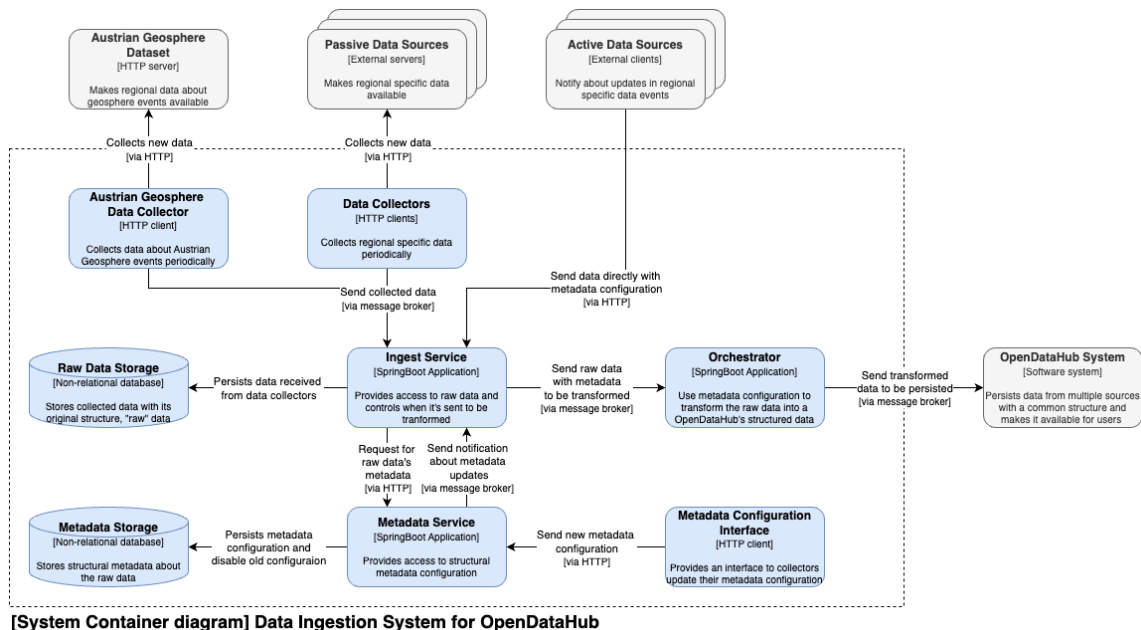 Austrian Geosphere
Dataset
[HTTP server]
Makes regional data about
geosphere events available
Passive Data Sources
[External servers]
Makes regional specific data
available
Active Data Sources
[External clients]
Notify about updates in regional
specific data events
Collects new data
[via HTTP]
Collects new data
[via HTTP]
Austrian Geosphere
Data Collector
[HTTP client]
Collects data about Austrian
Geosphere events periodically
Data Collectors
[HTTP clients]
Collects regional specific data
periodically
Send collected data
[via message broker]
Send data directly with
metadata configuration
[via HTTP]
Raw Data Storage
[Non-relational database]
Stores collected data with its
original structure, "raw" data
Persists data received
from data collectors
Ingest Service
[SpringBoot Application]
Provides access to raw data and
controls when it's sent to be
tranformed
Send raw data
with metadata
to be transformed
[via message broker]
Orchestrator
[SpringBoot Application]
Use metadata configuration to
transform the raw data into a
OpenDataHub's structured data
Send transformed
data to be persisted
[via message broker]
OpenDataHub System
[Software system]
Persists data from multiple sources
with a common structure and
makes it available for users
Request for
raw data's
metadata
[via HTTP]
Send notification
about metadata
updates
[via message broker]
Metadata Storage
[Non-relational database]
Stores structural metadata about
the raw data
Persists metadata
configuration and
disable old configuraion
Metadata Service
[SpringBoot Application]
Provides access to structural
metadata configuration
Send new metadata
configuration
[via HTTP]
Metadata Configuration
Interface
[HTTP client]
Provides an interface to collectors
update their metadata configuration
[System Container diagram] Data Ingestion System for OpenDataHub